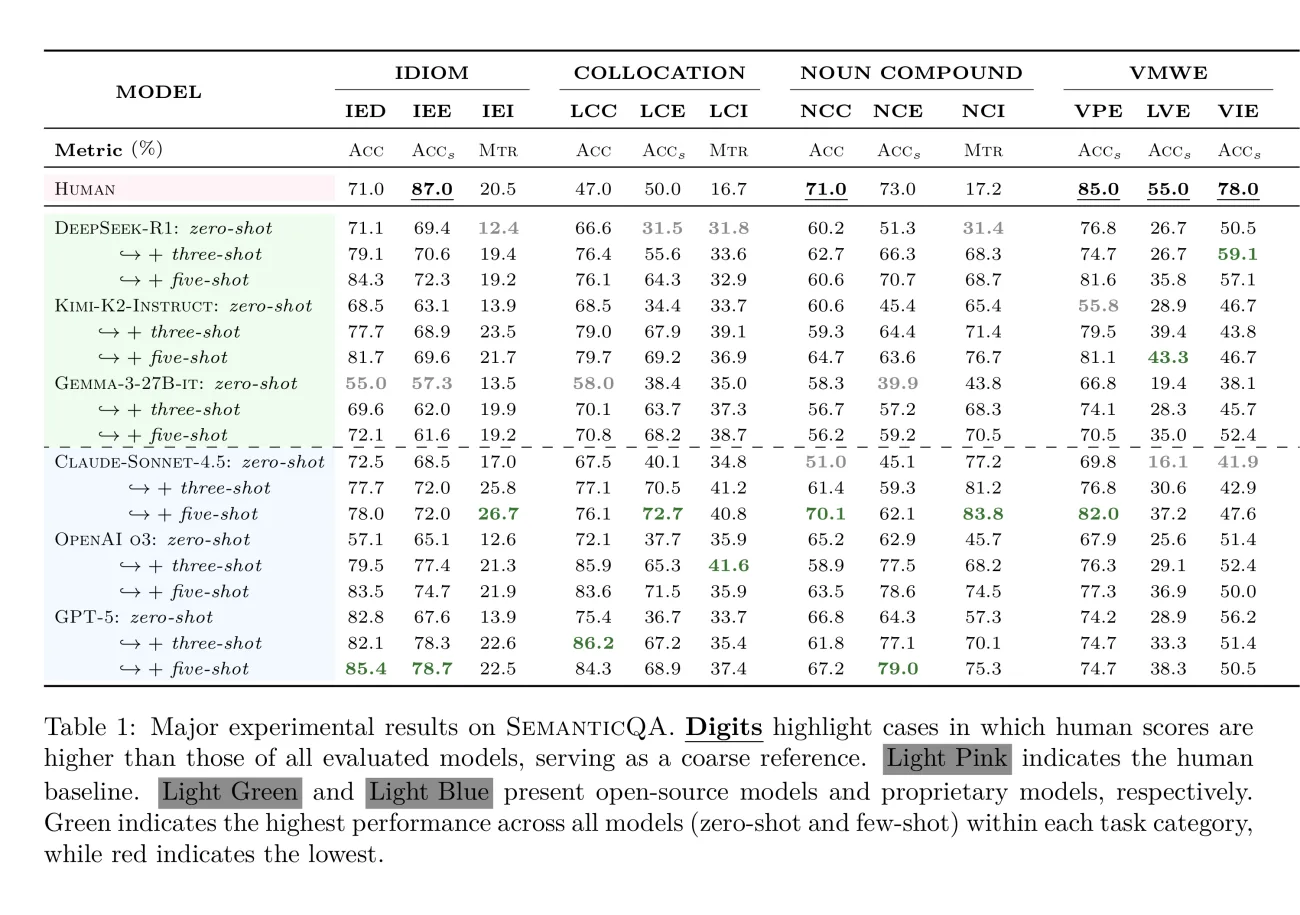 MODEL IDIOM COLLOCATION NOUN COMPOUND VMWE
IED IEE IEI LCC LCE LCI NCC NCE NCI VPE LVE VIE
Metric (%) Acc Accs Mtr Acc Accs Mtr Acc Accs Mtr Accs Accs Accs
Human 71.0 87.0 20.5 47.0 50.0 16.7 71.0 73.0 17.2 85.0 55.0 78.0
DeepSeek-R1: zero-shot 71.1 69.4 12.4 66.6 31.5 31.8 60.2 51.3 31.4 76.8 26.7 50.5
↪ + three-shot 79.1 70.6 19.4 76.4 55.6 33.6 62.7 66.3 68.3 74.7 26.7 59.1
↪ + five-shot 84.3 72.3 19.2 76.1 64.3 32.9 60.6 70.7 68.7 81.6 35.8 57.1
Kimi-K2-Instruct: zero-shot 68.5 63.1 13.9 68.5 34.4 33.7 60.6 45.4 65.4 55.8 28.9 46.7
↪ + three-shot 77.7 68.9 23.5 79.0 67.9 39.1 59.3 64.4 71.4 79.5 39.4 43.8
↪ + five-shot 81.7 69.6 21.7 79.7 69.2 36.9 64.7 63.6 76.7 81.1 43.3 46.7
Gemma-3-27B-it: zero-shot 55.0 57.3 13.5 58.0 38.4 35.0 58.3 39.9 43.8 66.8 19.4 38.1
↪ + three-shot 69.6 62.0 19.9 70.1 63.7 37.3 56.7 57.2 68.3 74.1 28.3 45.7
↪ + five-shot 72.1 61.6 19.2 70.8 68.2 38.7 56.2 59.2 70.5 70.5 35.0 52.4
Claude-Sonnet-4.5: zero-shot 72.5 68.5 17.0 67.5 40.1 34.8 51.0 45.1 77.2 69.8 16.1 41.9
↪ + three-shot 77.7 72.0 25.8 77.1 70.5 41.2 61.4 59.3 81.2 76.8 30.6 42.9
↪ + five-shot 78.0 72.0 26.7 76.1 72.7 40.8 70.1 62.1 83.8 82.0 37.2 47.6
OpenAI o3: zero-shot 57.1 65.1 12.6 72.1 37.7 35.9 65.2 62.9 45.7 67.9 25.6 51.4
↪ + three-shot 79.5 77.4 21.3 85.9 65.3 41.6 58.9 77.5 68.2 76.3 29.1 52.4
↪ + five-shot 83.5 74.7 21.9 83.6 71.5 35.9 63.5 78.6 74.5 77.3 36.9 50.0
GPT-5: zero-shot 82.8 67.6 13.9 75.4 36.7 33.7 66.8 64.3 57.3 74.2 28.9 56.2
↪ + three-shot 82.1 78.3 22.6 86.2 67.2 35.4 61.8 77.1 70.1 74.7 33.3 51.4
↪ + five-shot 85.4 78.7 22.5 84.3 68.9 37.4 67.2 79.0 75.3 74.7 38.3 50.5
Table 1: Major experimental results on SemanticQA. Digits highlight cases in which human scores are
higher than those of all evaluated models, serving as a coarse reference. Light Pink indicates the human
baseline. Light Green and Light Blue present open-source models and proprietary models, respectively.
Green indicates the highest performance across all models (zero-shot and few-shot) within each task category,
while red indicates the lowest.